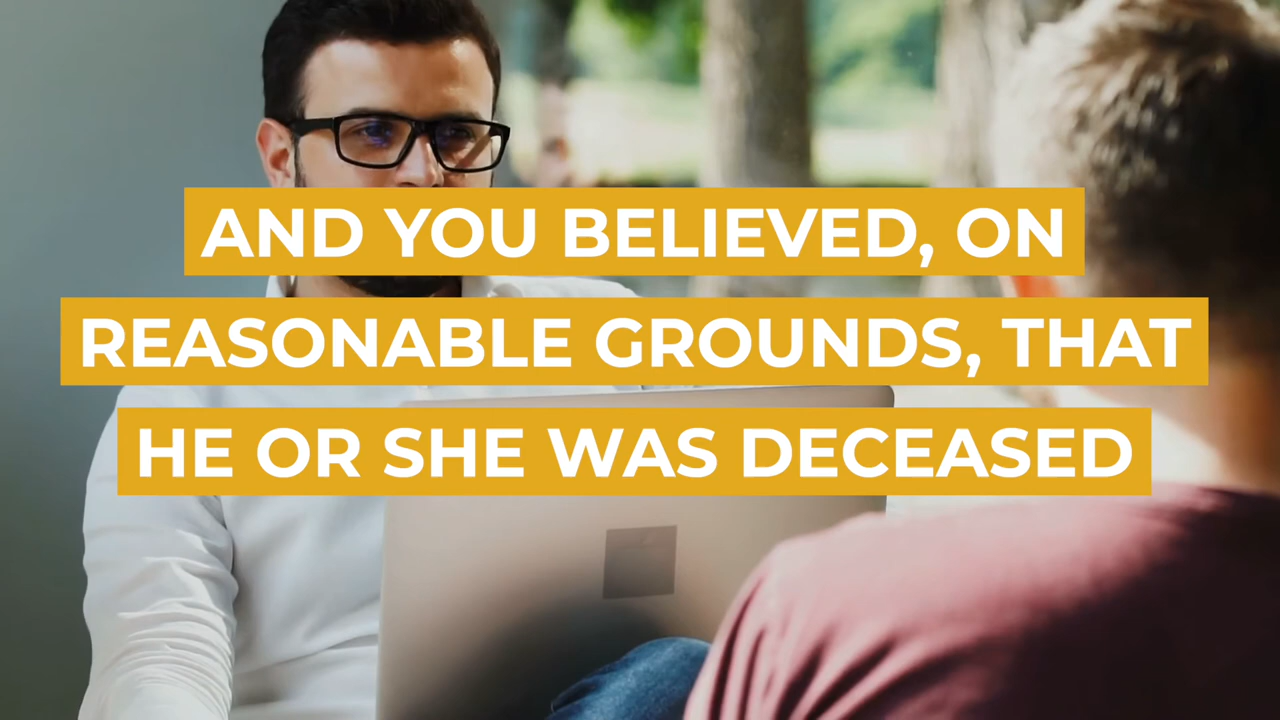 AND YOU BELIEVED, ON
REASONABLE GROUNDS, THAT
HE OR SHE WAS DECEASED